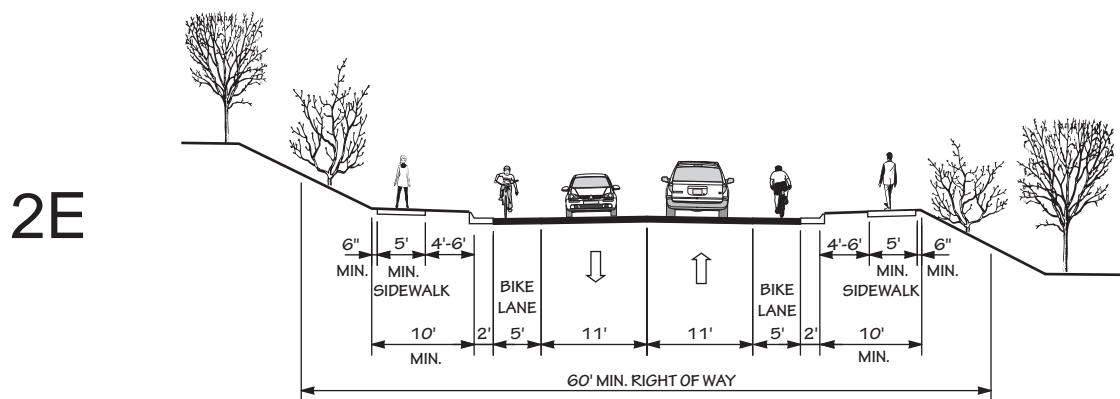 2E
6" 5' 4'-6' 4'-6' 5' 6"
MIN. MIN. MIN. MIN.
SIDEWALK BIKE BIKE SIDEWALK
LANE LANE
10' 2' 5' 11' 11' 5' 2' 10'
MIN. MIN.
60' MIN. RIGHT OF WAY